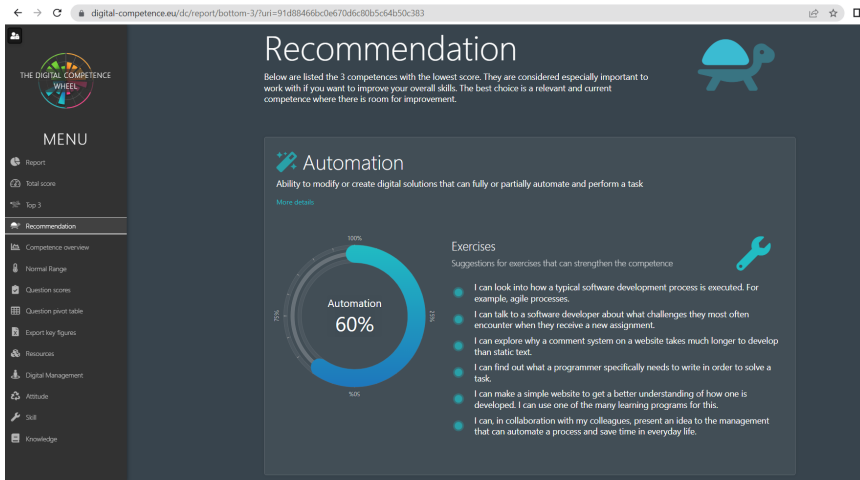 digital-competence.eu/dc/report/bottom-3/?uri=91d88466bc0e670d6c80b5c64b50c383
THE DIGITAL COMPETENCE
WHEEL
MENU
Report
Total score
Top 3
Recommendation
Competence overview
Normal Range
Question scores
Question pivot table
Export key figures
Resources
Digital Management
Attitude
Skill
Knowledge
Recommendation
Below are listed the 3 competences with the lowest score. They are considered especially important to
work with if you want to improve your overall skills. The best choice is a relevant and current
competence where there is room for improvement.
Automation
Ability to modify or create digital solutions that can fully or partially automate and perform a task
More details
100%
75%
Automation
60%
25%
50%
Exercises
Suggestions for exercises that can strengthen the competence
I can look into how a typical software development process is executed. For
example, agile processes.
I can talk to a software developer about what challenges they most often
encounter when they receive a new assignment.
I can explore why a comment system on a website takes much longer to develop
than static text.
I can find out what a programmer specifically needs to write in order to solve a
task.
I can make a simple website to get a better understanding of how one is
developed. I can use one of the many learning programs for this.
I can, in collaboration with my colleagues, present an idea to the management
that can automate a process and save time in everyday life.